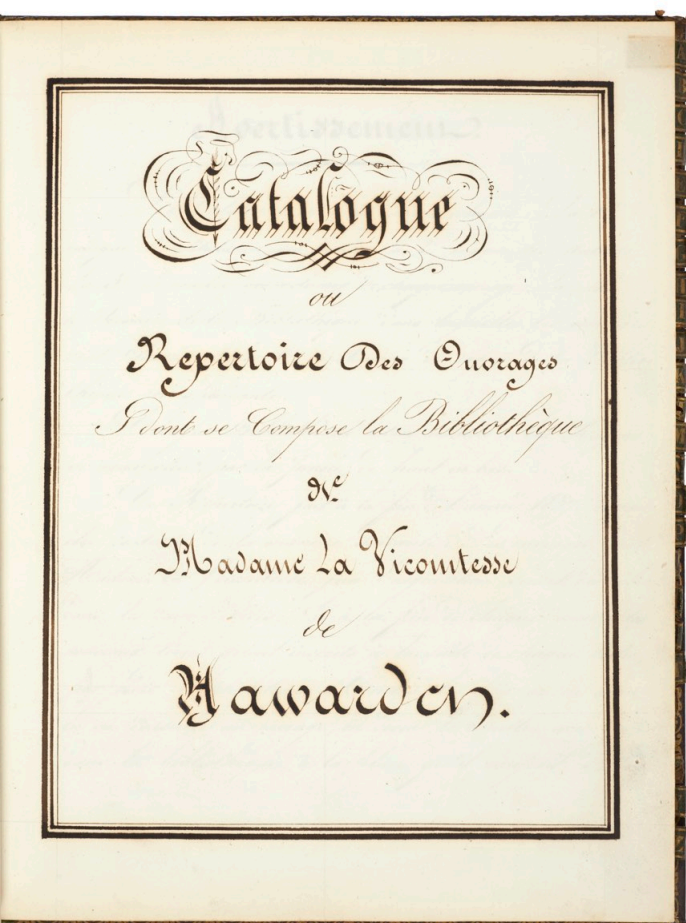 Catalogue
ou
Repertoire Des Ouvrages
dont se Compose la Bibliothèque
de
Madame La Vicomtesse
de
Hawarden.